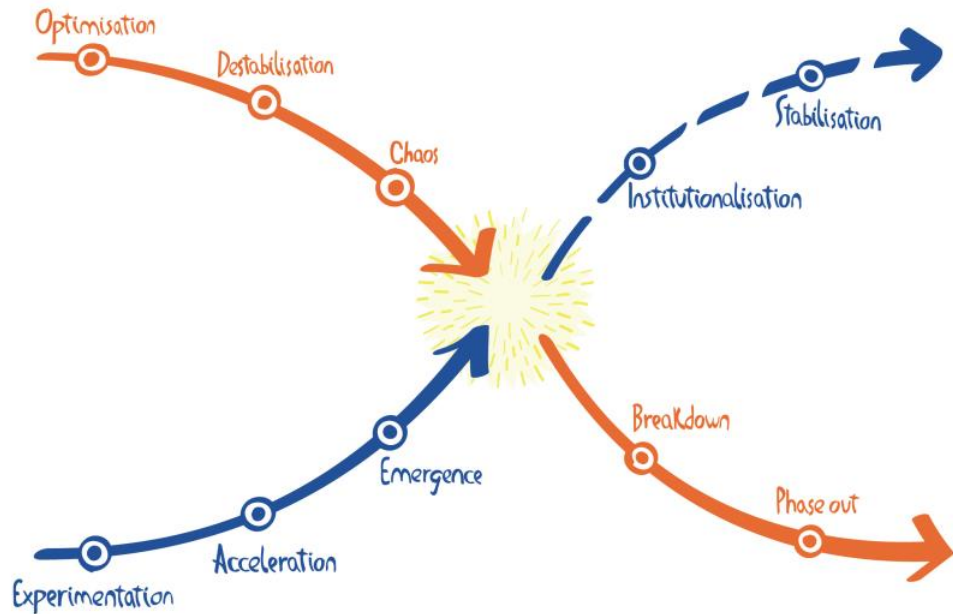 Optimisation
Destabilisation
Chaos
Stabilisation
Institutionalisation
Breakdown
Emergence
Phase out
Acceleration
Experimentation